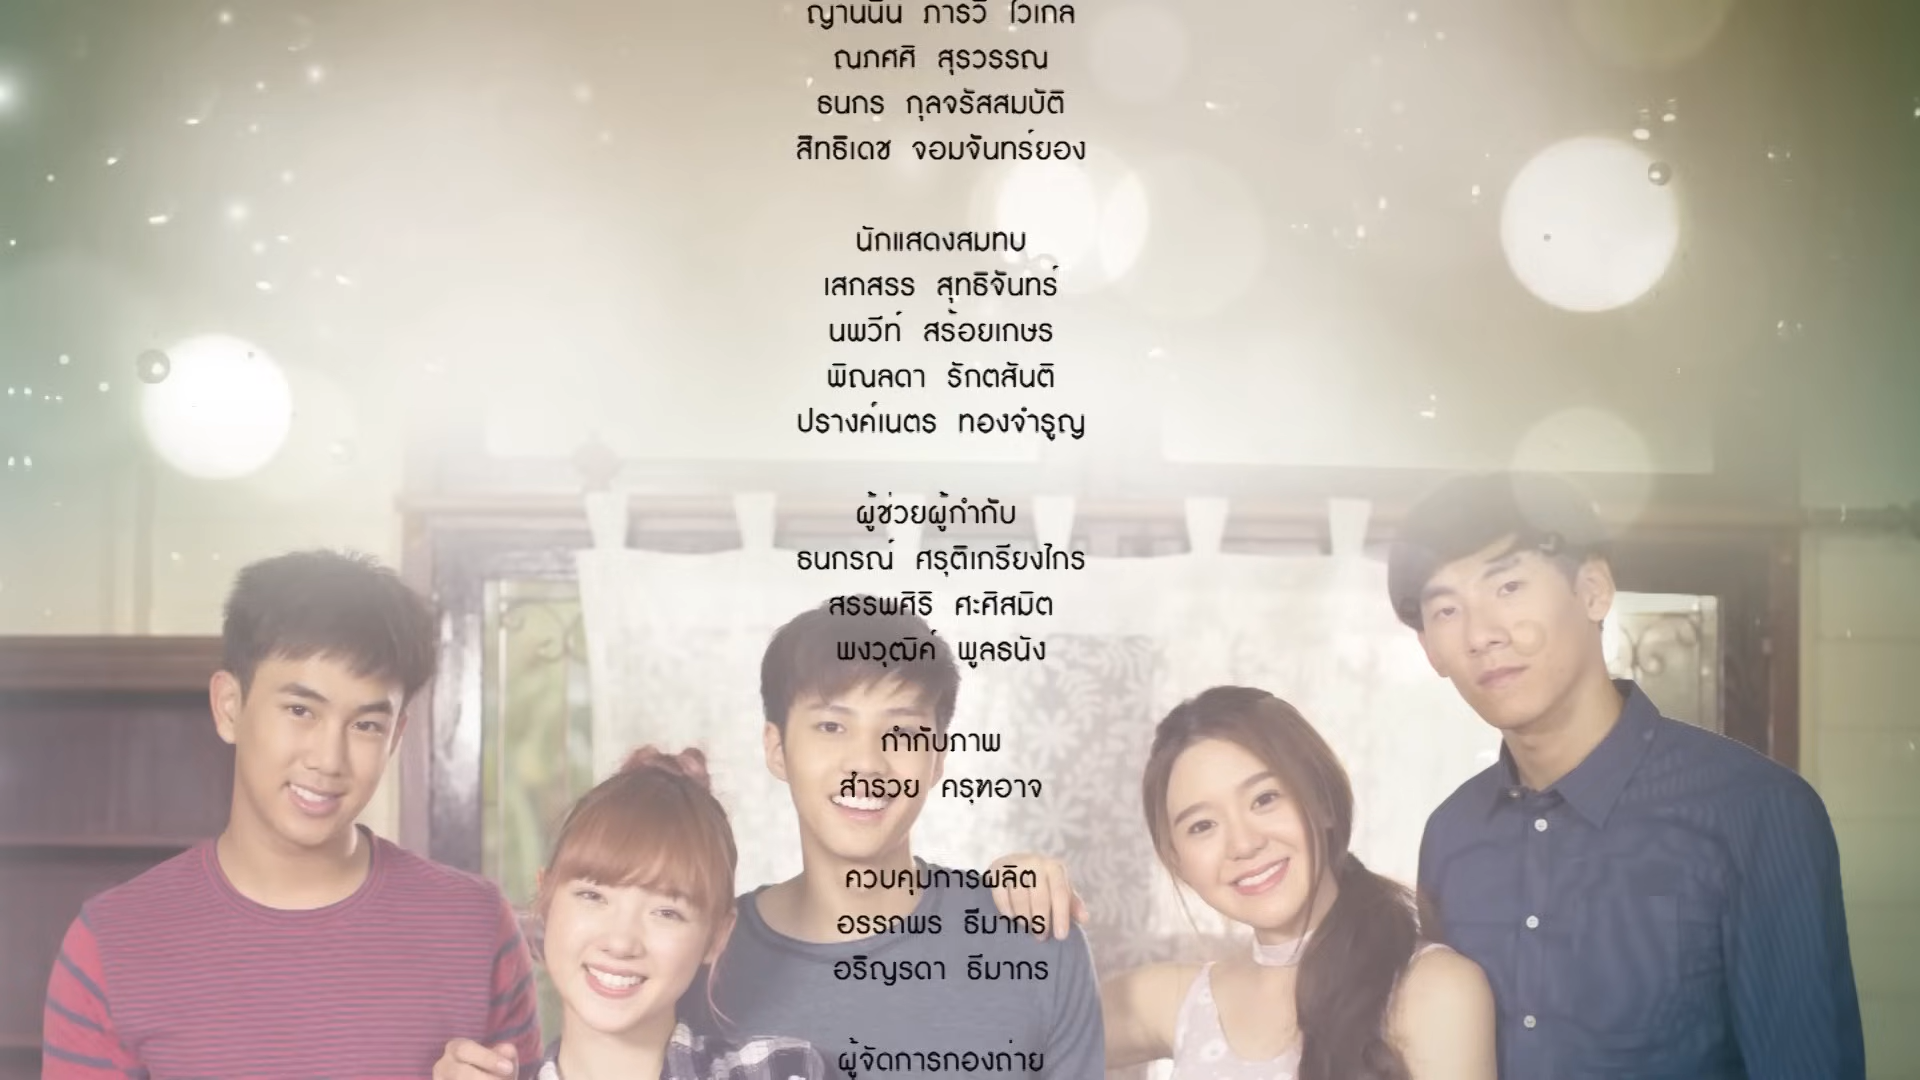 ญานนีน ภารวี ไวเกล
ณภศศิ สุรวรรณ
ธนกร กุลจรัสสมบัติ
สิทธิเดช จอมจันทร์ยอง
นักแสดงสมทบ
เสกสรร สุทธิจันทร์
นพวีท์ สร้อยเกษร
พิณลดา รักตสันติ
ปรางค์เนตร ทองจำรูญ
ผู้ช่วยผู้กำกับ
ธนกรณ์ ศรุติเกรียงไกร
สรรพศิริ ศะศิสมิต
พงวุฒิค์ พูลธนัง
กำกับภาพ
สำรวย ครุฑอาจ
ควบคุมการผลิต
อรรถพร ธีมากร
อริญรดา ธีมากร
ผู้จัดการกองถ่าย